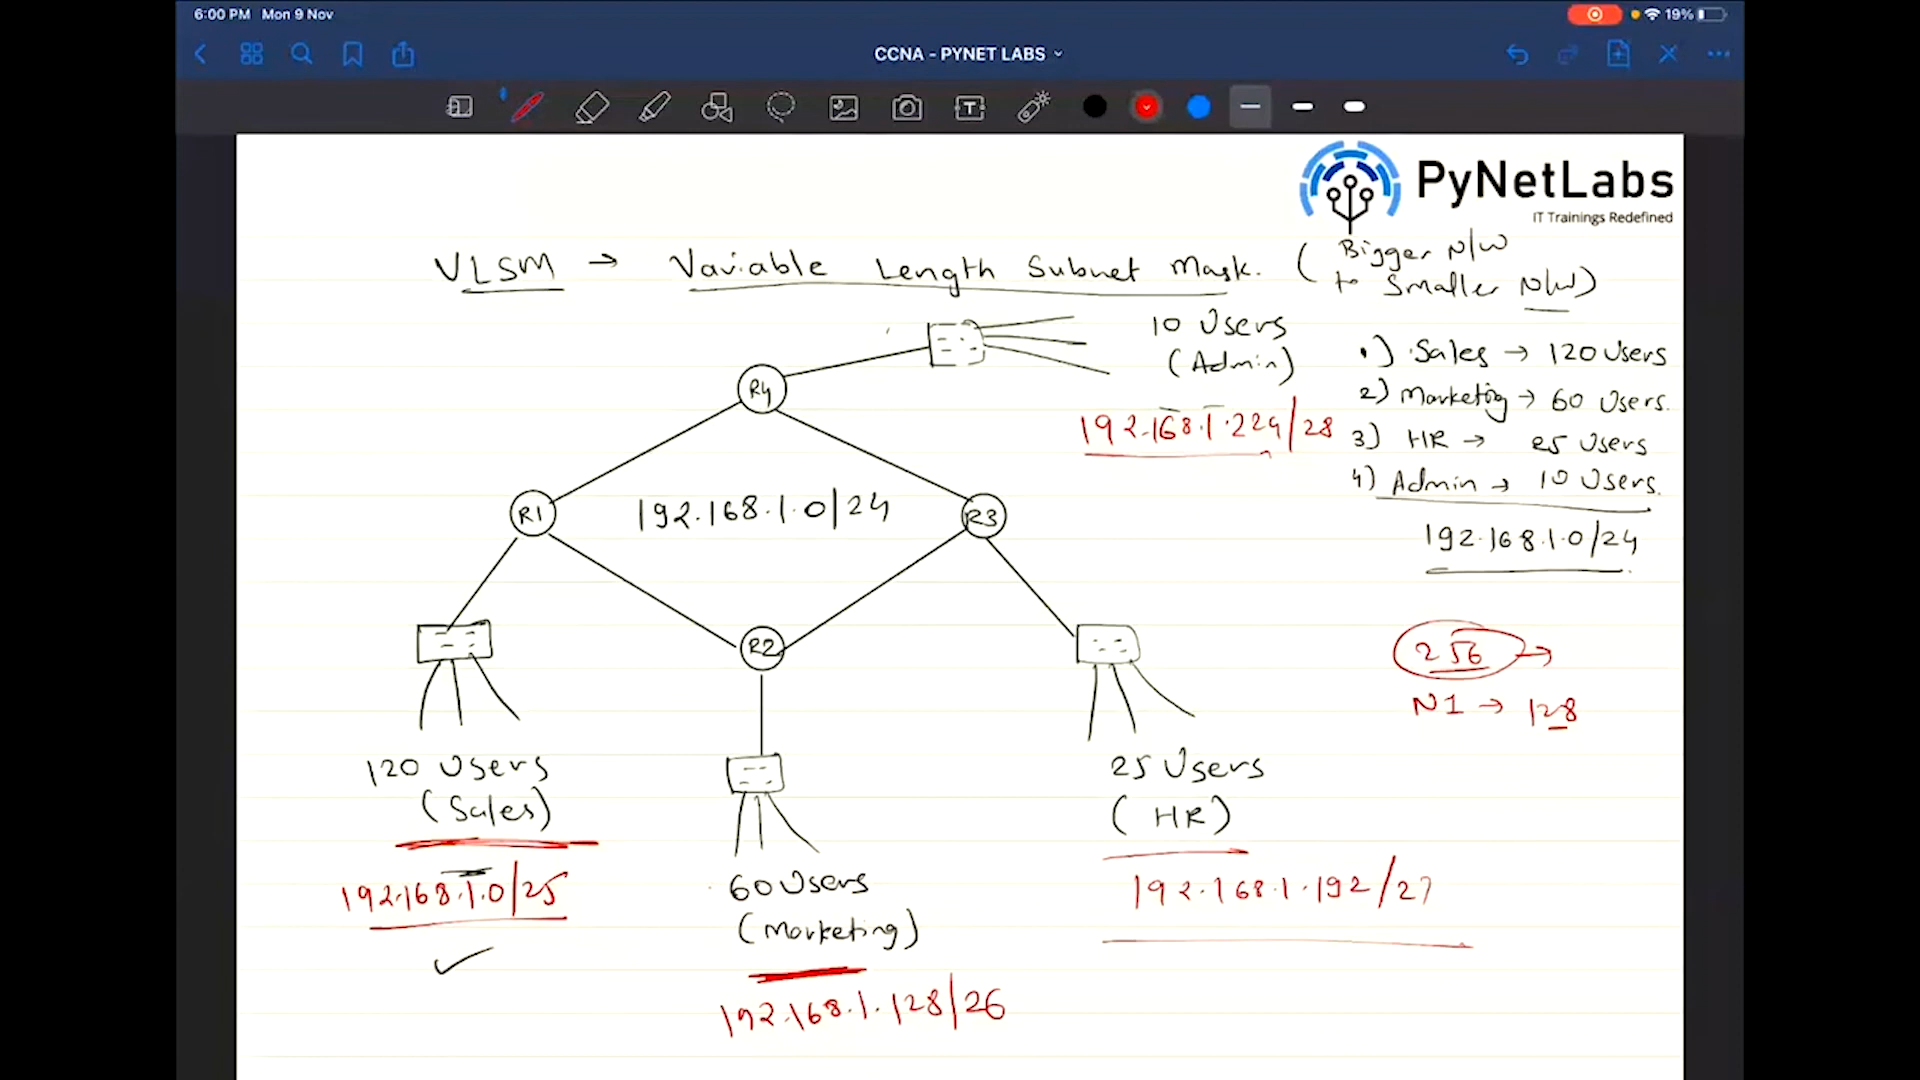 6:00 PM Mon 9 Nov
19%
CCNA - PYNET LABS
PyNetLabs
IT Trainings Redefined
VLSM → Variable Length Subnet Mask. (Bigger N/W
to Smaller N/W)
10 Users
(Admin)
192.168.1.224/28
1) Sales → 120 Users
2) Marketing → 60 Users.
3) HR → 25 Users
4) Admin → 10 Users.
192.168.1.0/24
R4
R1
192.168.1.0/24
R3
R2
256 →
N1 → 128
120 Users
(Sales)
192.168.1.0/25
60 Users
(Marketing)
192.168.1.128/26
25 Users
(HR)
192.168.1.192/27